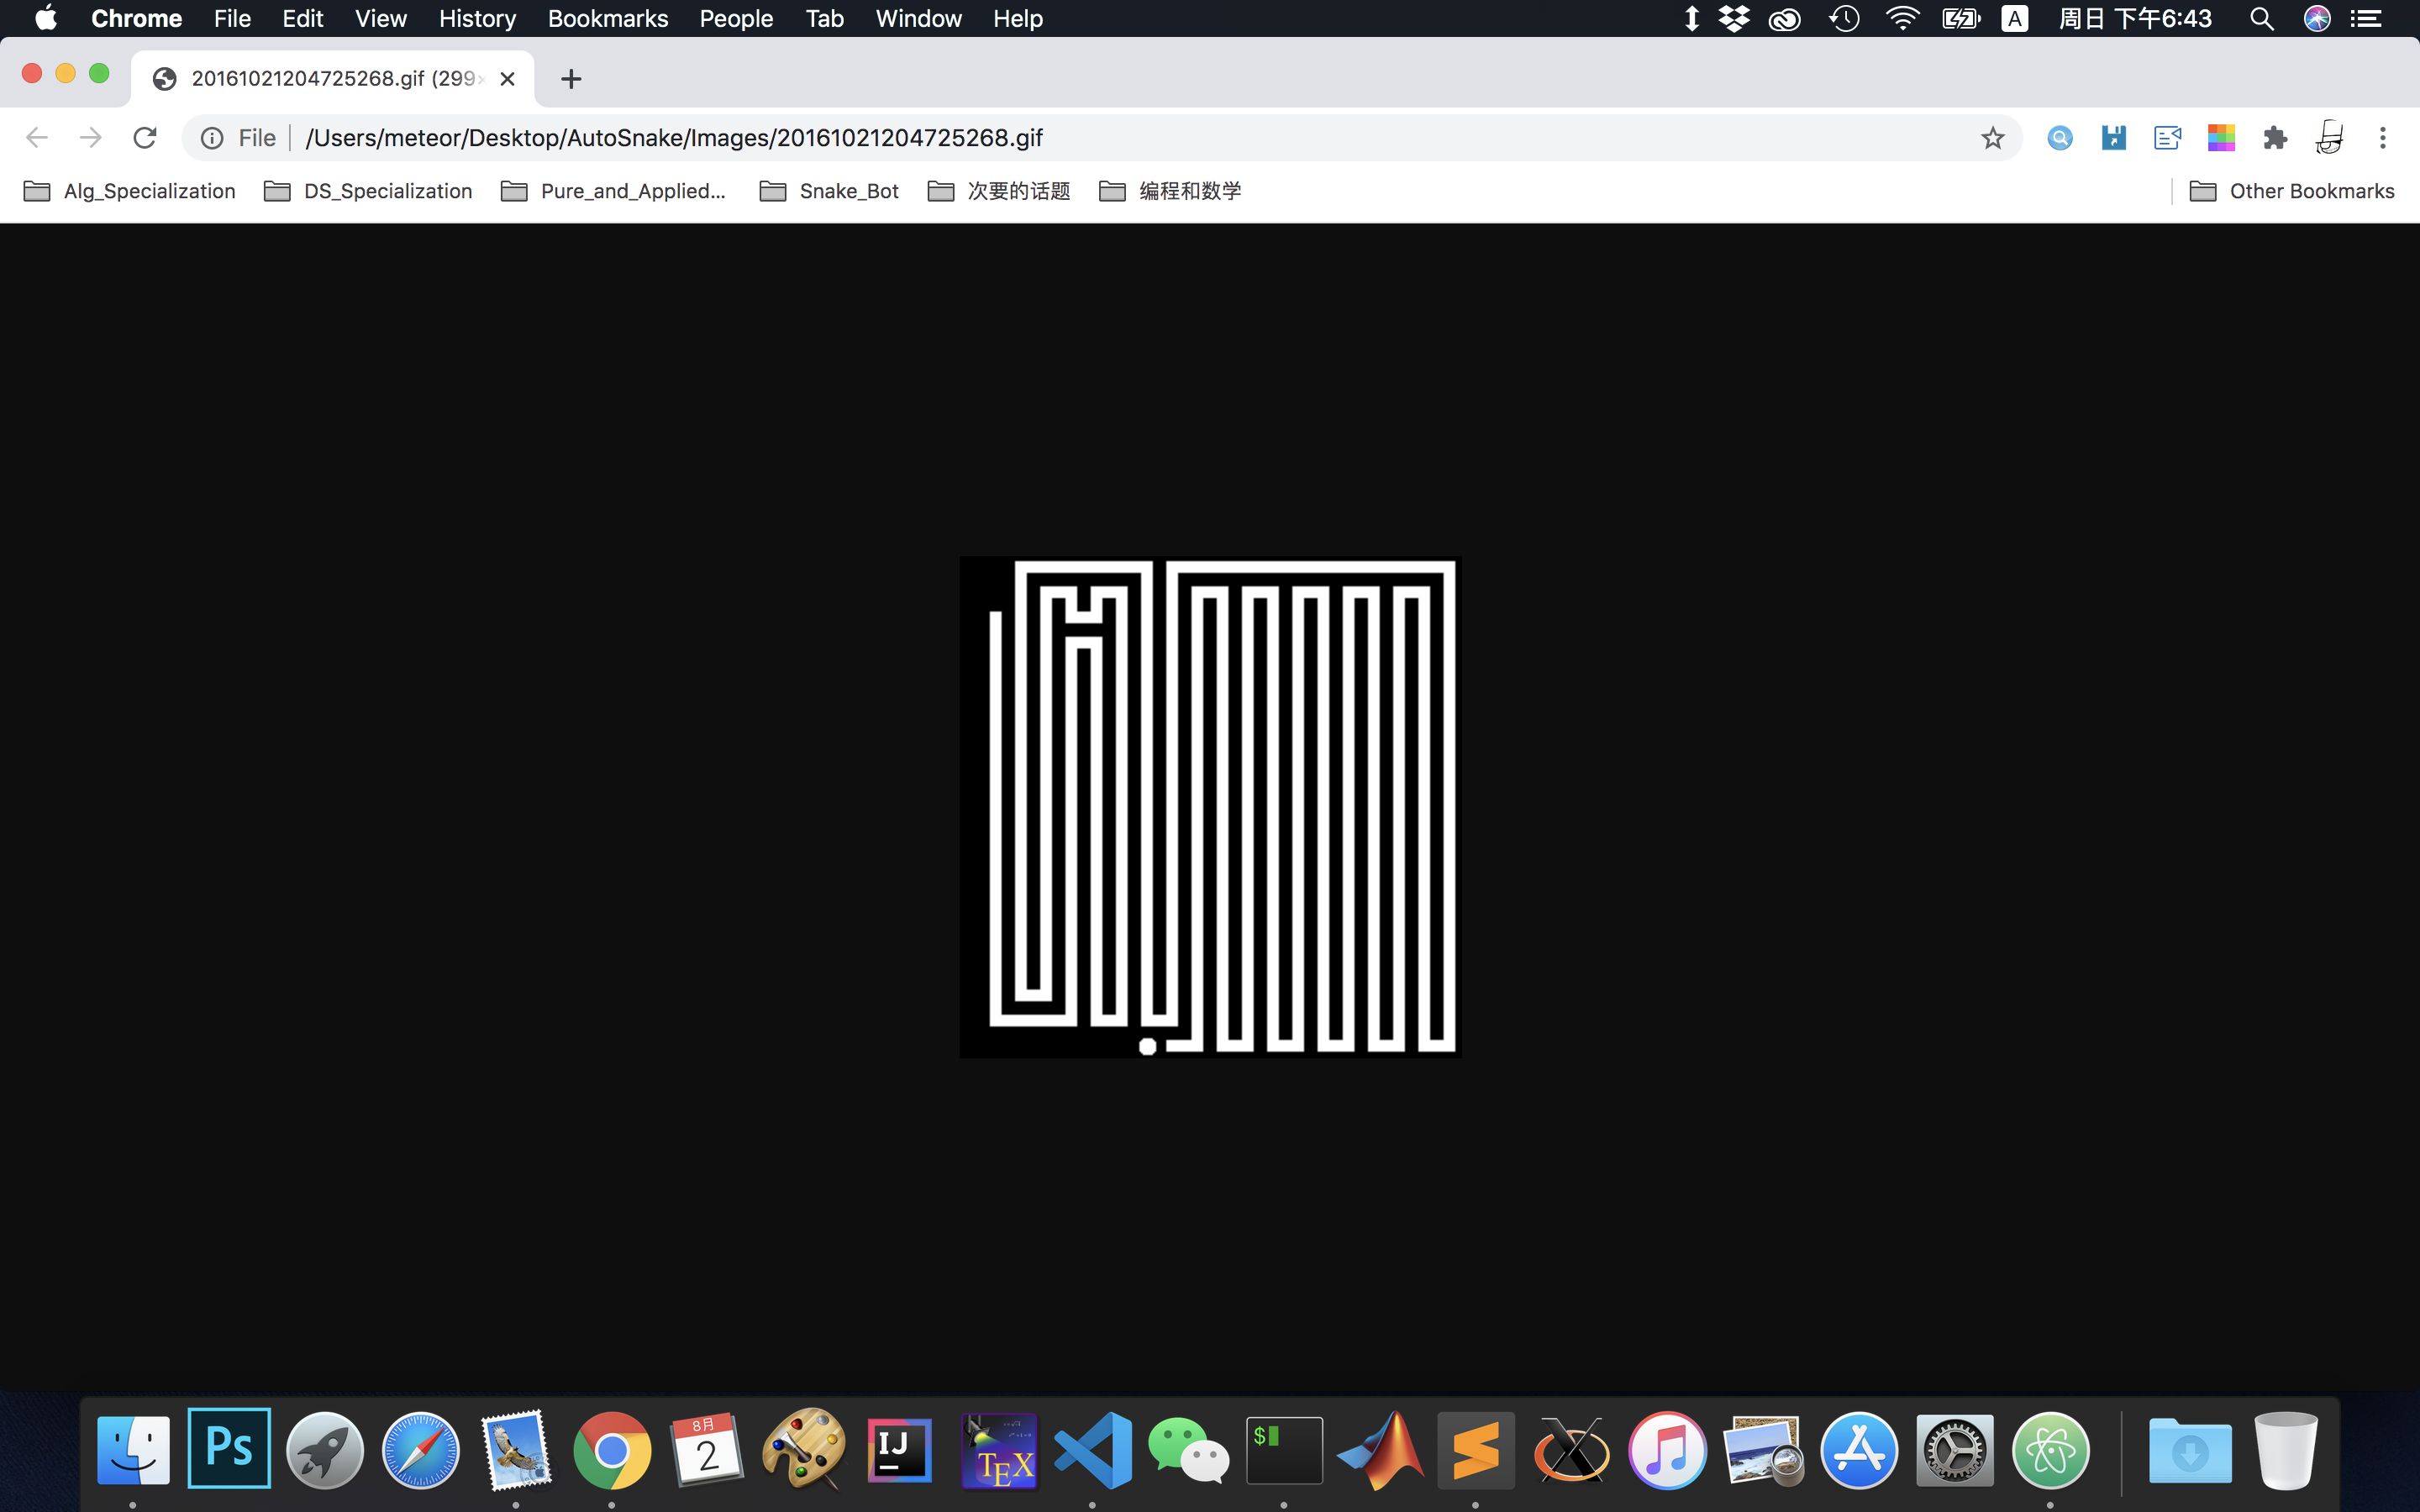 Chrome File Edit View History Bookmarks People Tab Window Help A 周日 下午6:43
20161021204725268.gif (299×
File /Users/meteor/Desktop/AutoSnake/Images/20161021204725268.gif
Alg_Specialization DS_Specialization Pure_and_Applied... Snake_Bot 次要的话题 编程和数学 Other Bookmarks
Ps 8月 2 IJ TEX $